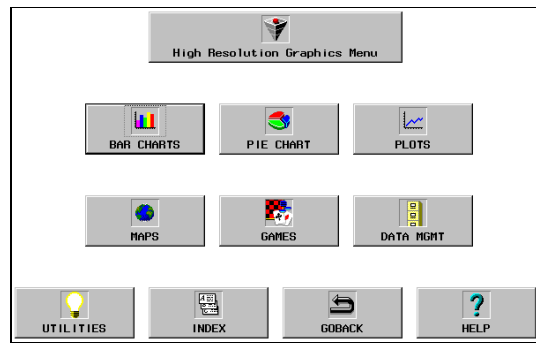 High Resolution Graphics Menu
BAR CHARTS
PIE CHART
PLOTS
MAPS
GAMES
DATA MGMT
UTILITIES
INDEX
GOBACK
HELP